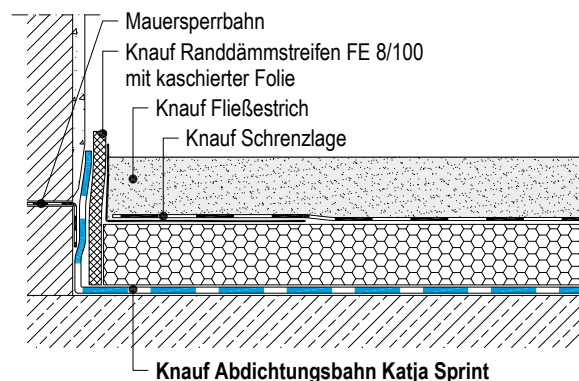 Mauersperrbahn
Knauf Randdämmstreifen FE 8/100
mit kaschierter Folie
Knauf Fließestrich
Knauf Schrenzlage
Knauf Abdichtungsbahn Katja Sprint